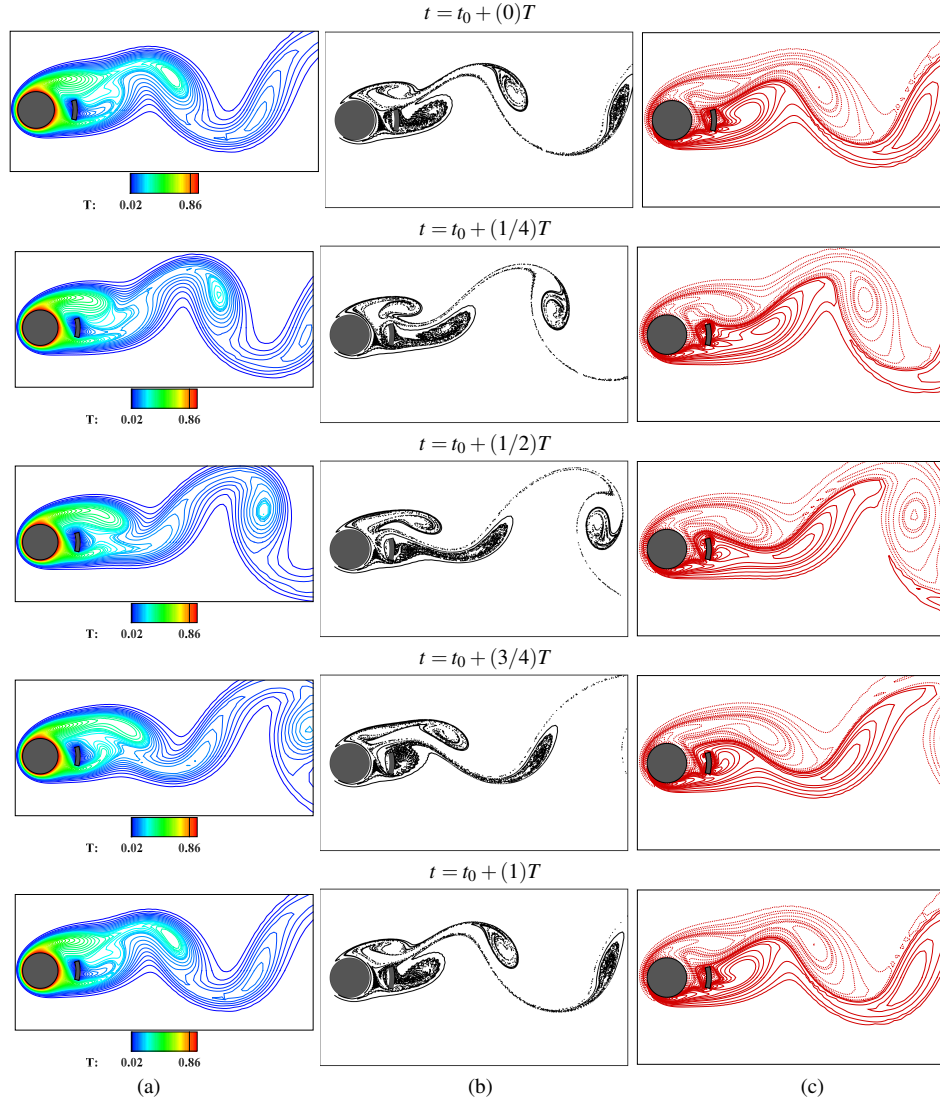 t = t₀ + (0)T
T: 0.02 0.86
t = t₀ + (1/4)T
T: 0.02 0.86
t = t₀ + (1/2)T
T: 0.02 0.86
t = t₀ + (3/4)T
T: 0.02 0.86
t = t₀ + (1)T
T: 0.02 0.86
(a) (b) (c)